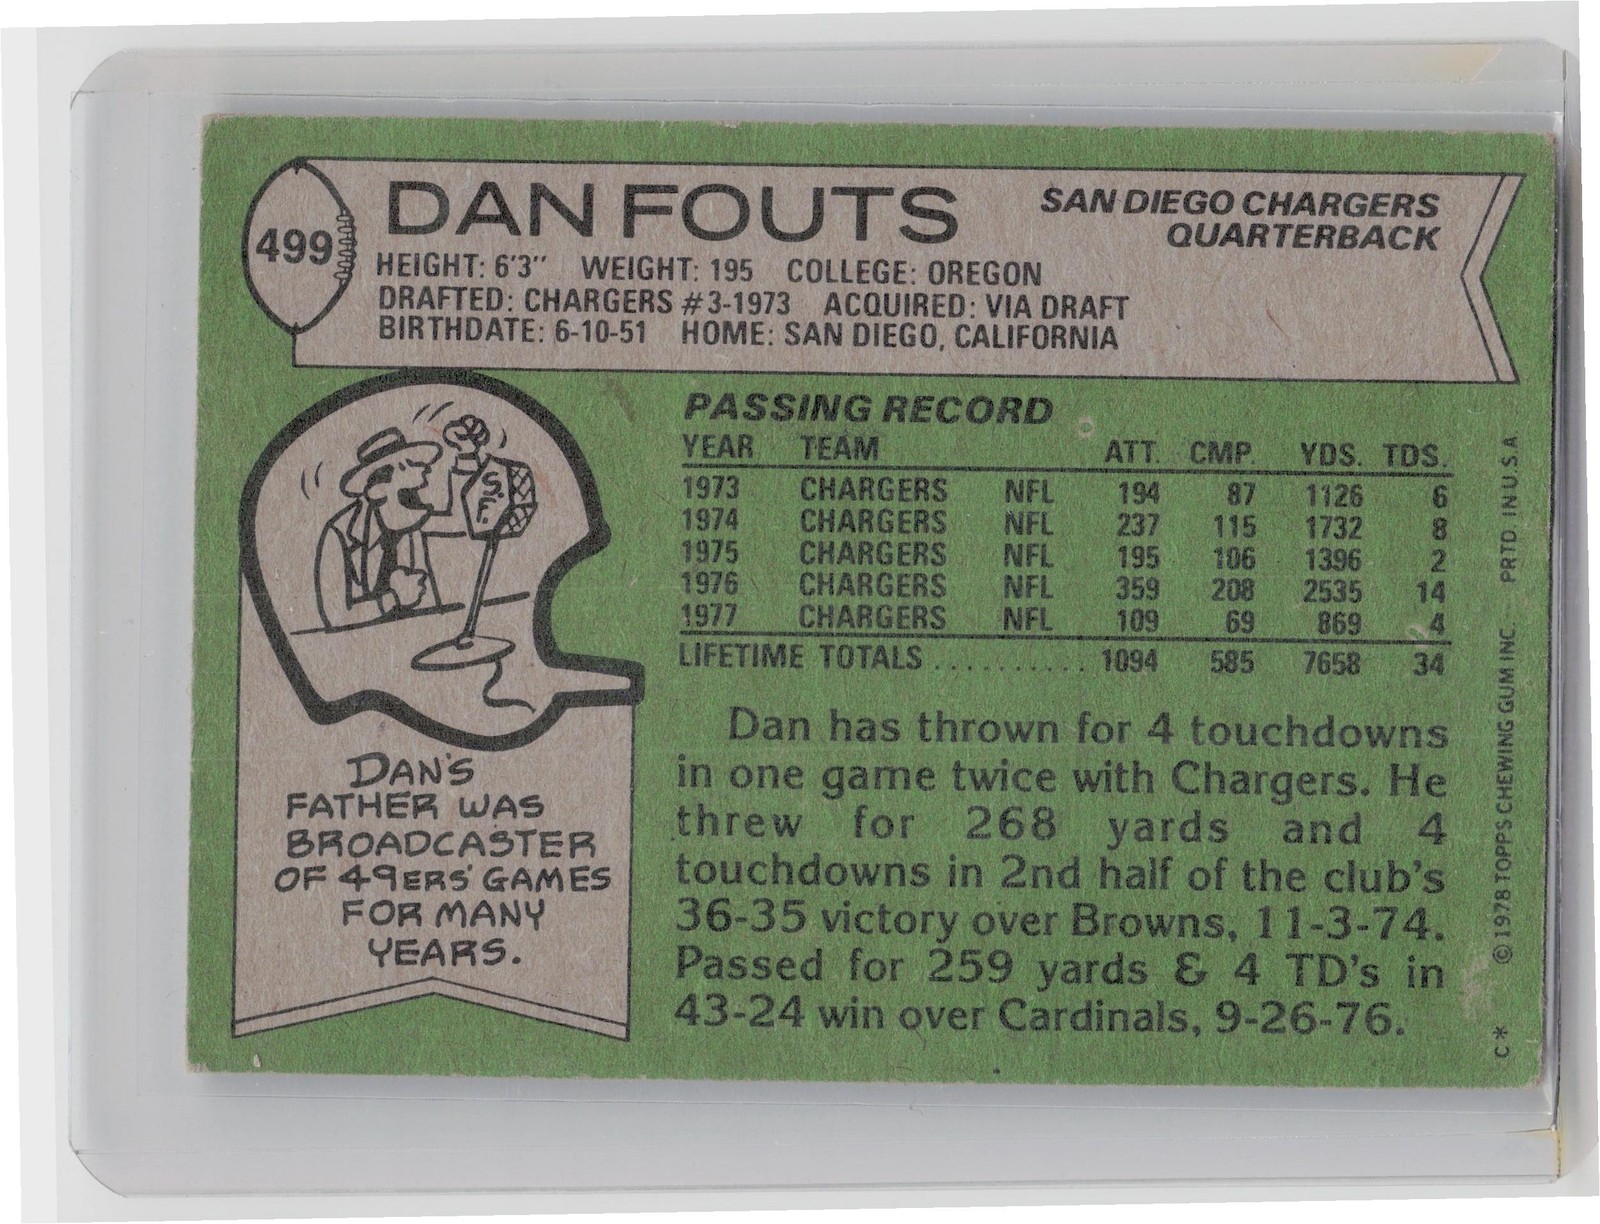 499
DAN FOUTS
SAN DIEGO CHARGERS
QUARTERBACK
HEIGHT: 6'3" WEIGHT: 195 COLLEGE: OREGON
DRAFTED: CHARGERS #3-1973 ACQUIRED: VIA DRAFT
BIRTHDATE: 6-10-51 HOME: SAN DIEGO, CALIFORNIA
S.F.
DAN'S
FATHER WAS
BROADCASTER
OF 49ERS' GAMES
FOR MANY
YEARS.
PASSING RECORD
YEAR TEAM ATT. CMP. YDS. TDS.
1973 CHARGERS NFL 194 87 1126 6
1974 CHARGERS NFL 237 115 1732 8
1975 CHARGERS NFL 195 106 1396 2
1976 CHARGERS NFL 359 208 2535 14
1977 CHARGERS NFL 109 69 869 4
LIFETIME TOTALS .......... 1094 585 7658 34
Dan has thrown for 4 touchdowns
in one game twice with Chargers. He
threw for 268 yards and 4
touchdowns in 2nd half of the club's
36-35 victory over Browns, 11-3-74.
Passed for 259 yards & 4 TD's in
43-24 win over Cardinals, 9-26-76.
C* © 1978 TOPPS CHEWING GUM INC. PRTD. IN U.S.A.